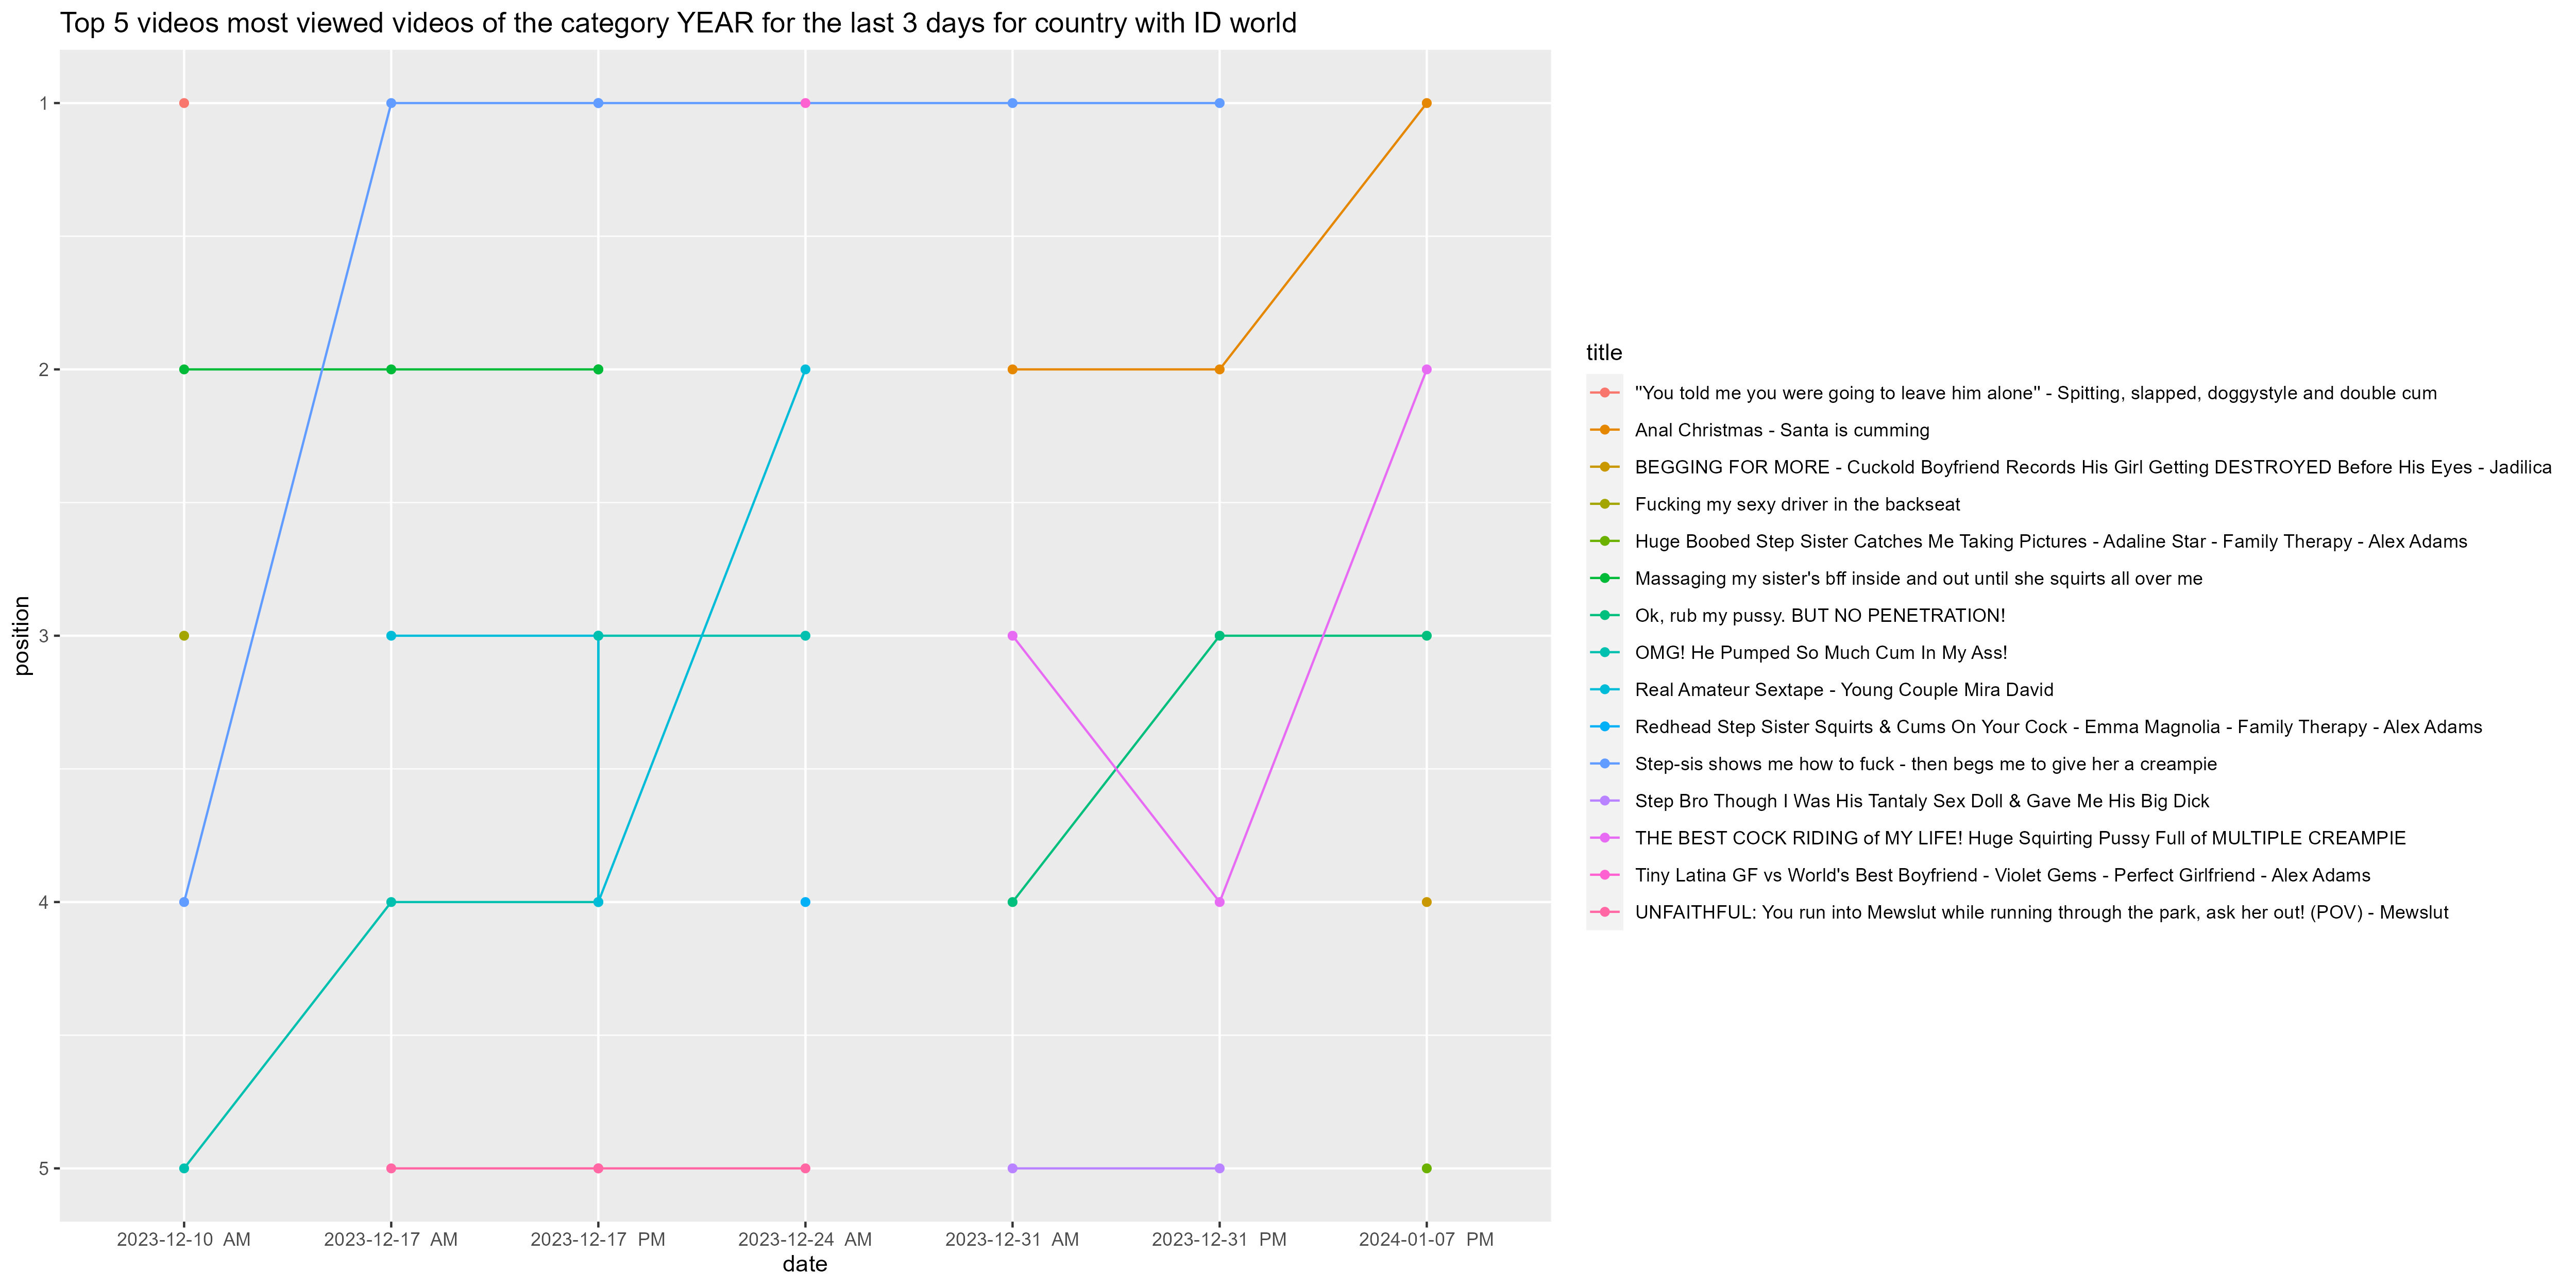 Top 5 videos most viewed videos of the category YEAR for the last 3 days for country with ID world
1
2
3
4
5
position
2023-12-10 AM
2023-12-17 AM
2023-12-17 PM
2023-12-24 AM
2023-12-31 AM
2023-12-31 PM
2024-01-07 PM
date
title
"You told me you were going to leave him alone" - Spitting, slapped, doggystyle and double cum
Anal Christmas - Santa is cumming
BEGGING FOR MORE - Cuckold Boyfriend Records His Girl Getting DESTROYED Before His Eyes - Jadilica
Fucking my sexy driver in the backseat
Huge Boobed Step Sister Catches Me Taking Pictures - Adaline Star - Family Therapy - Alex Adams
Massaging my sister's bff inside and out until she squirts all over me
Ok, rub my pussy. BUT NO PENETRATION!
OMG! He Pumped So Much Cum In My Ass!
Real Amateur Sextape - Young Couple Mira David
Redhead Step Sister Squirts & Cums On Your Cock - Emma Magnolia - Family Therapy - Alex Adams
Step-sis shows me how to fuck - then begs me to give her a creampie
Step Bro Though I Was His Tantaly Sex Doll & Gave Me His Big Dick
THE BEST COCK RIDING of MY LIFE! Huge Squirting Pussy Full of MULTIPLE CREAMPIE
Tiny Latina GF vs World's Best Boyfriend - Violet Gems - Perfect Girlfriend - Alex Adams
UNFAITHFUL: You run into Mewslut while running through the park, ask her out! (POV) - Mewslut